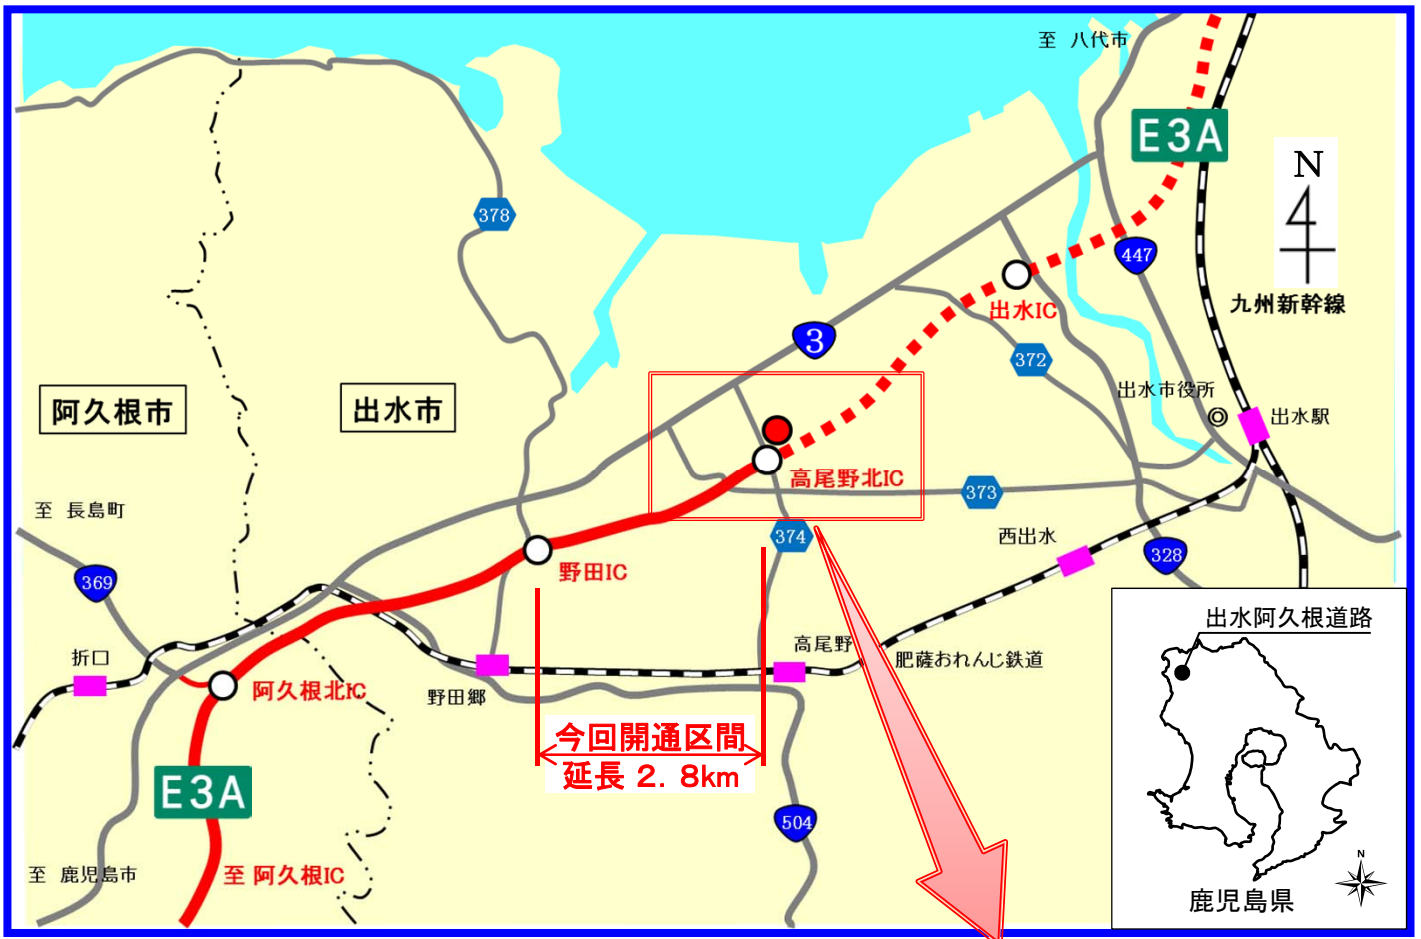 至 八代市
E3A
N
378
447
九州新幹線
出水IC
3
372
阿久根市
出水市
出水市役所
出水駅
高尾野北IC
373
至 長島町
374
西出水
328
369
野田IC
出水阿久根道路
折口
高尾野
肥薩おれんじ鉄道
阿久根北IC
野田郷
今回開通区間
延長 2. 8km
E3A
504
至 鹿児島市
至 阿久根IC
N
鹿児島県